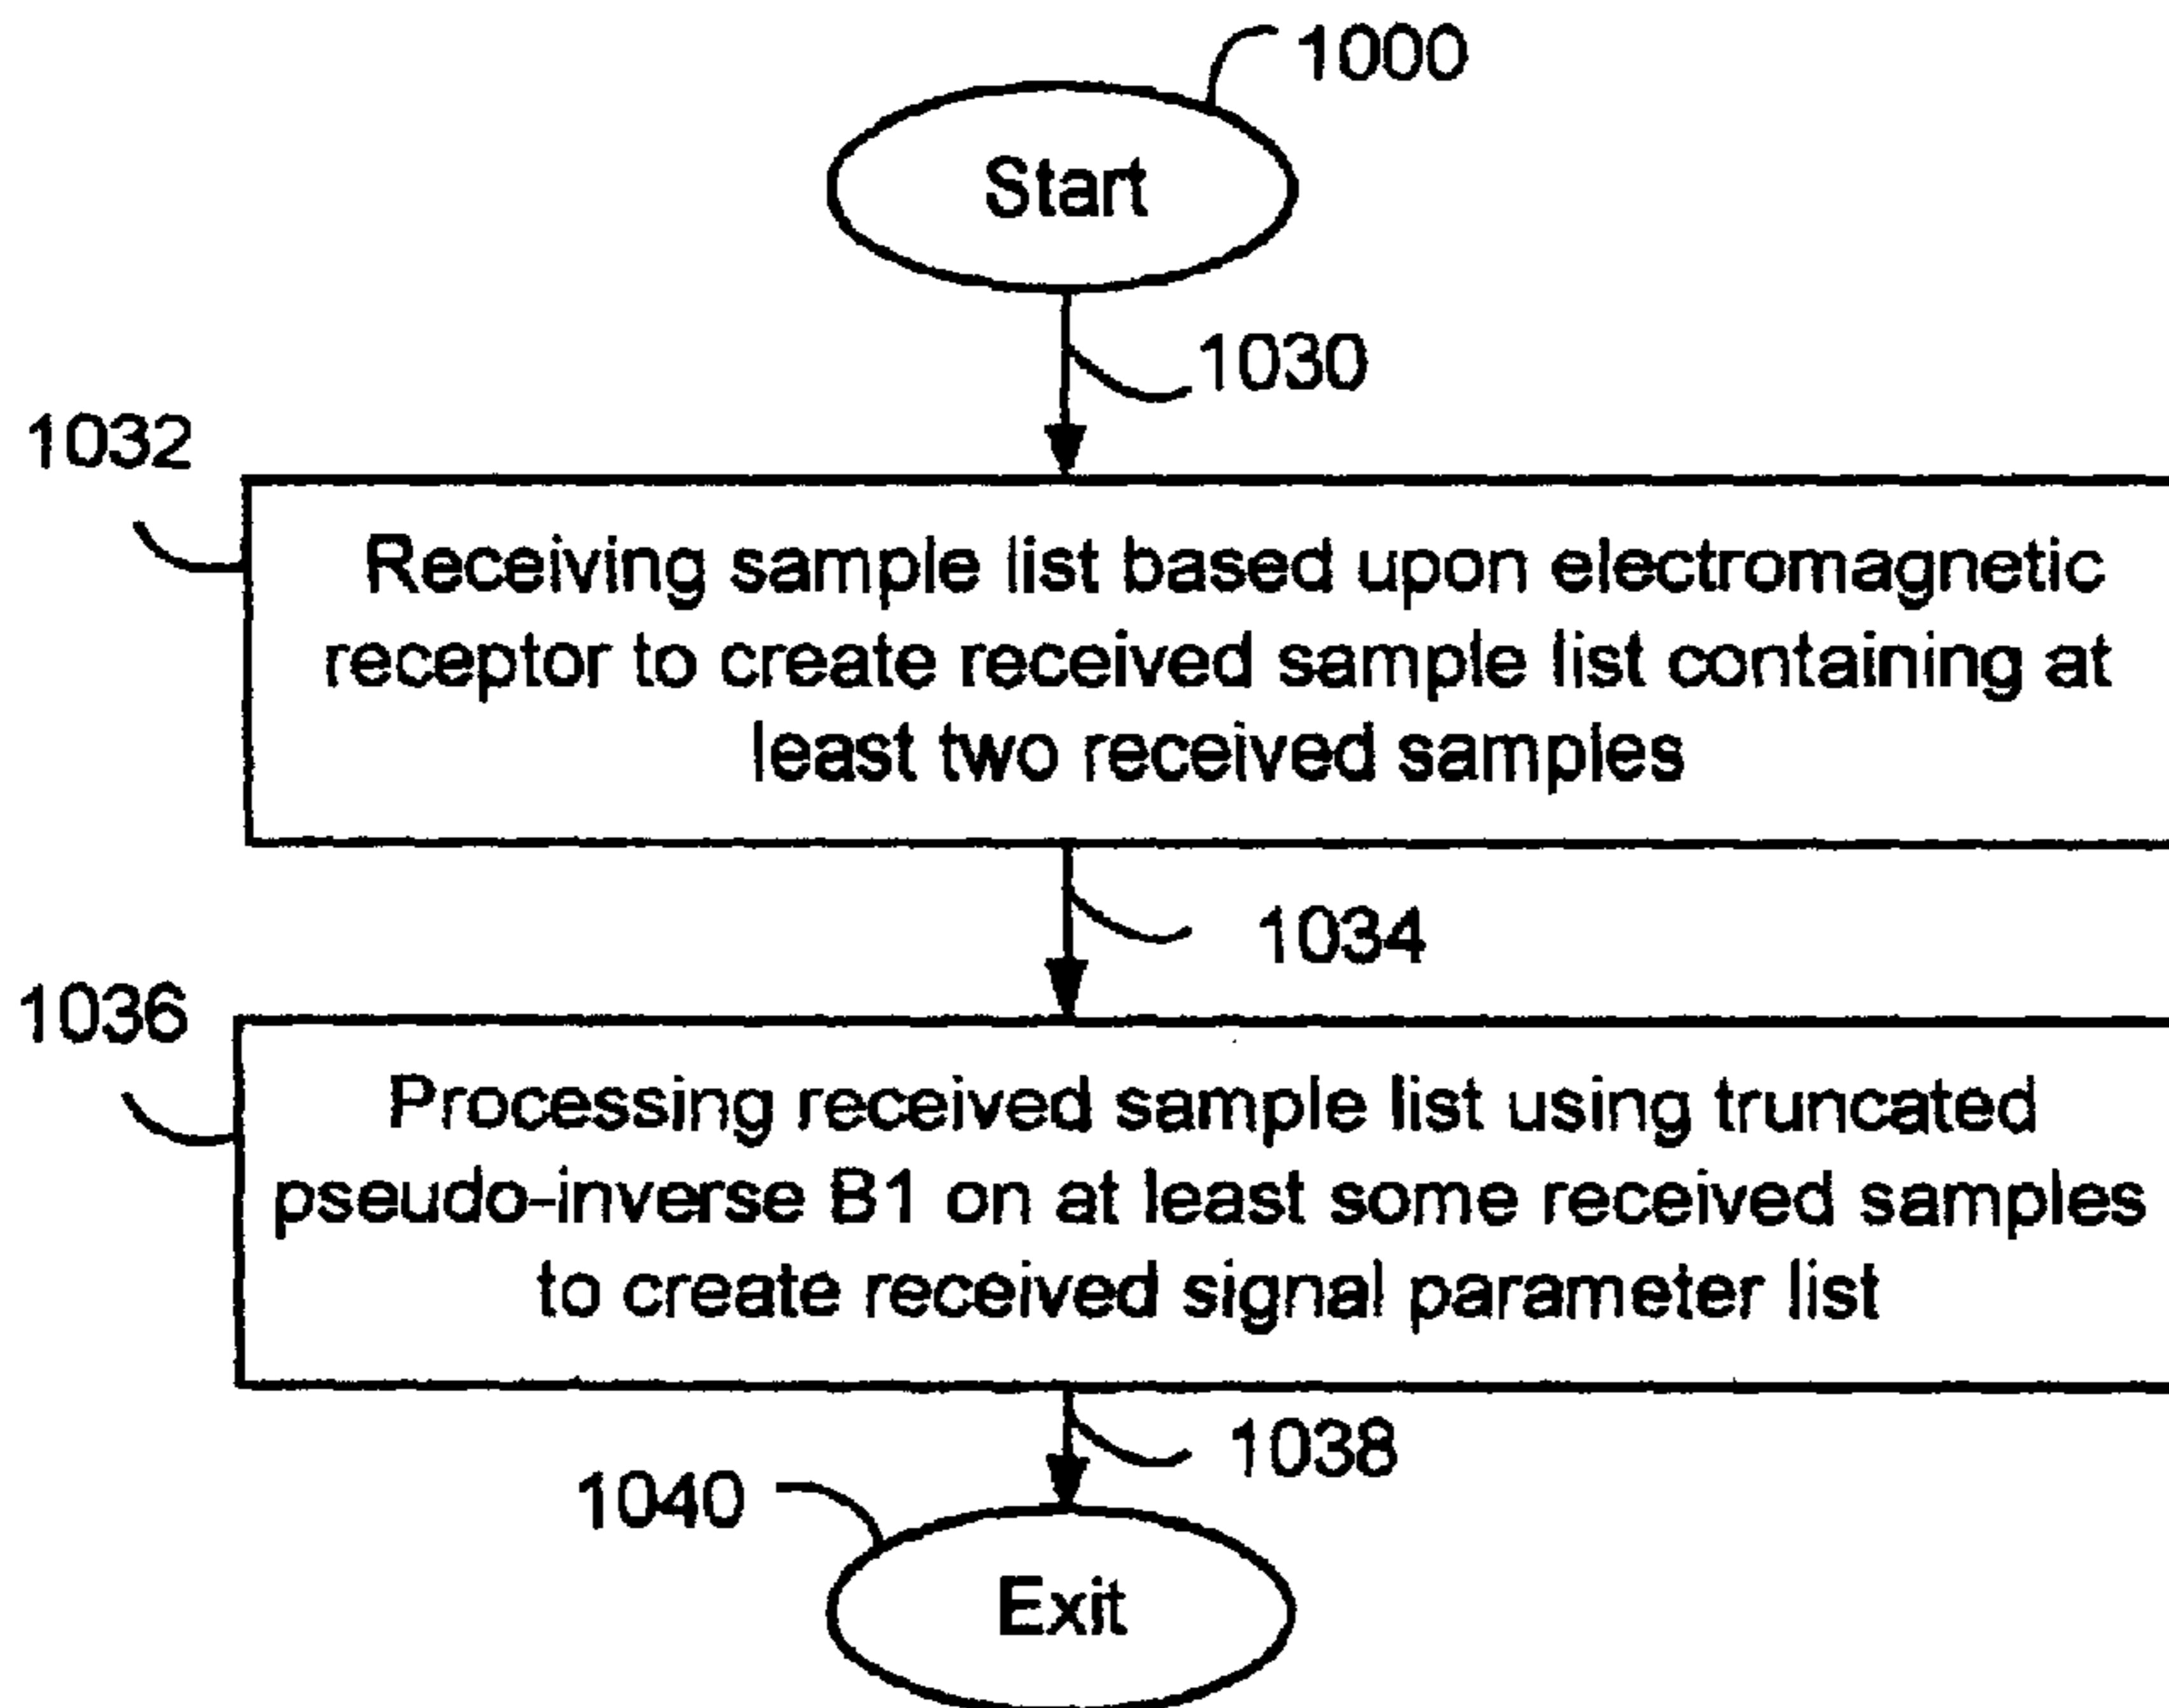 1000
Start
1030
1032
Receiving sample list based upon electromagnetic
receptor to create received sample list containing at
least two received samples
1034
1036
Processing received sample list using truncated
pseudo-inverse B1 on at least some received samples
to create received signal parameter list
1038
1040
Exit